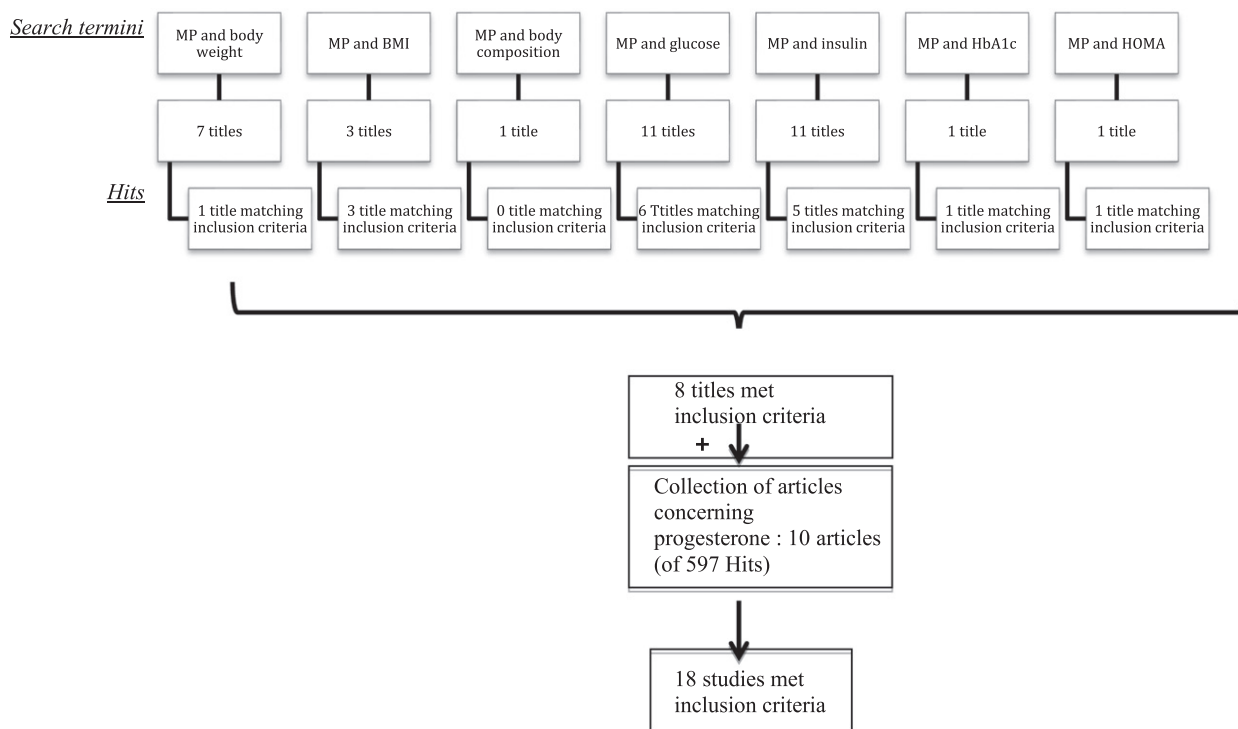 Search termini
MP and body
weight
MP and BMI
MP and body
composition
MP and glucose
MP and insulin
MP and HbA1c
MP and HOMA
7 titles
3 titles
1 title
11 titles
11 titles
1 title
1 title
Hits
1 title matching
inclusion criteria
3 title matching
inclusion criteria
0 title matching
inclusion criteria
6 Ttitles matching
inclusion criteria
5 titles matching
inclusion criteria
1 title matching
inclusion criteria
1 title matching
inclusion criteria
8 titles met
inclusion criteria
+
Collection of articles
concerning
progesterone : 10 articles
(of 597 Hits)
18 studies met
inclusion criteria